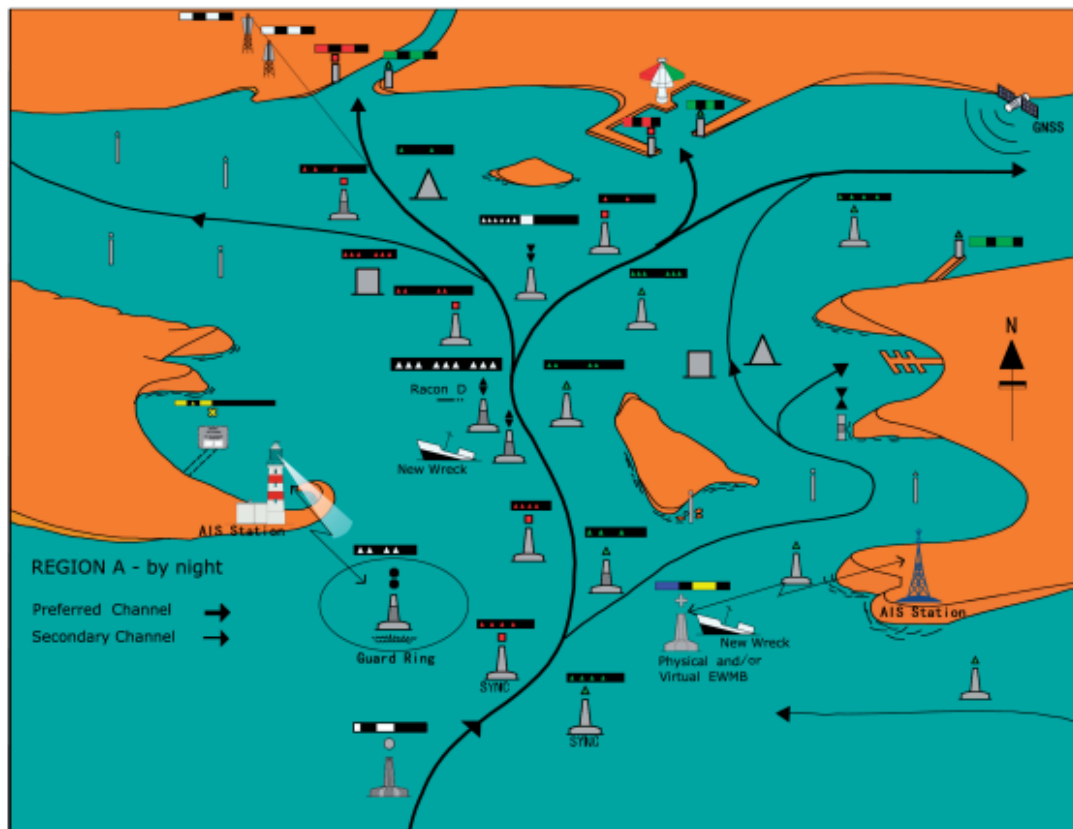 GNSS
N
Racon D
New Wreck
AIS Station
REGION A - by night
Preferred Channel
Secondary Channel
Guard Ring
SYNC
New Wreck
AIS Station
Physical and/or
Virtual EWMB
SYNC